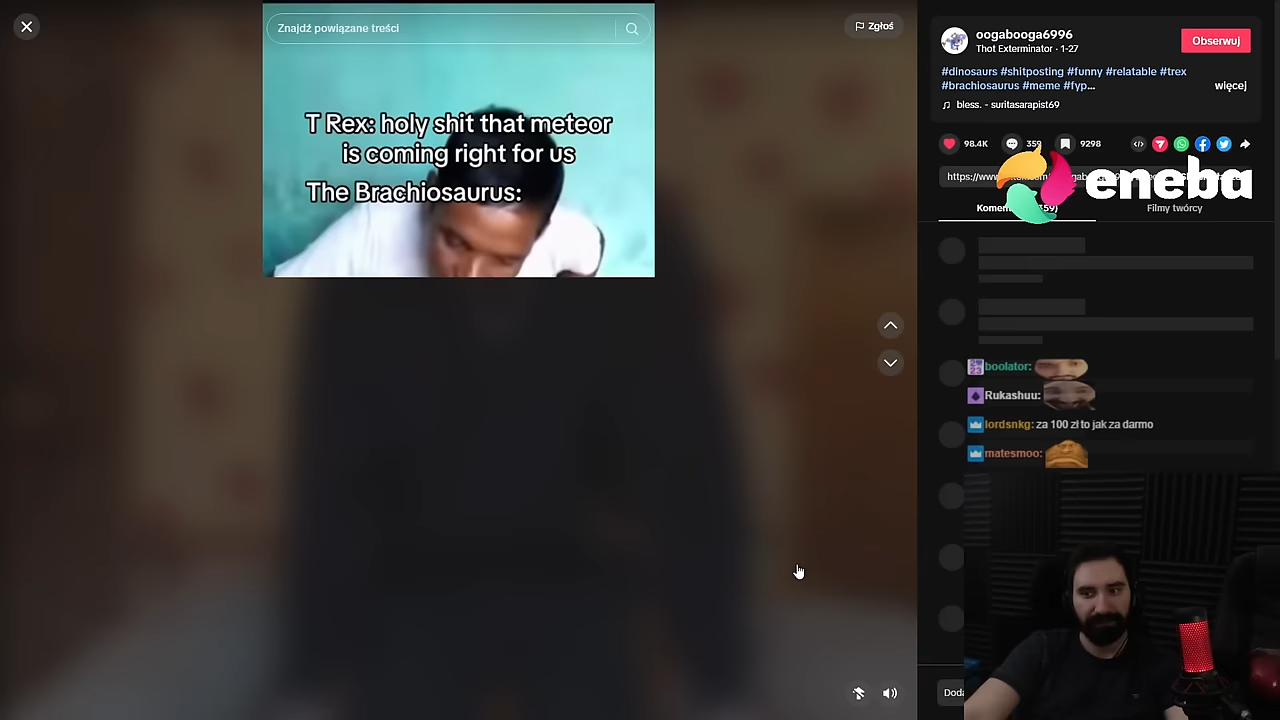 Znajdź powiązane treści
Zgłoś
T Rex: holy shit that meteor
is coming right for us
The Brachiosaurus:
oogabooga6996
Thot Exterminator · 1-27
Obserwuj
#dinosaurs #shitposting #funny #relatable #trex
#brachiosaurus #meme #fyp...
więcej
bless. - suritasarapist69
98.4K
359
9298
https://www
eneba
Filmy twórcy
boolator:
Rukashuu:
lordsnkg: za 100 zł to jak za darmo
matesmoo: